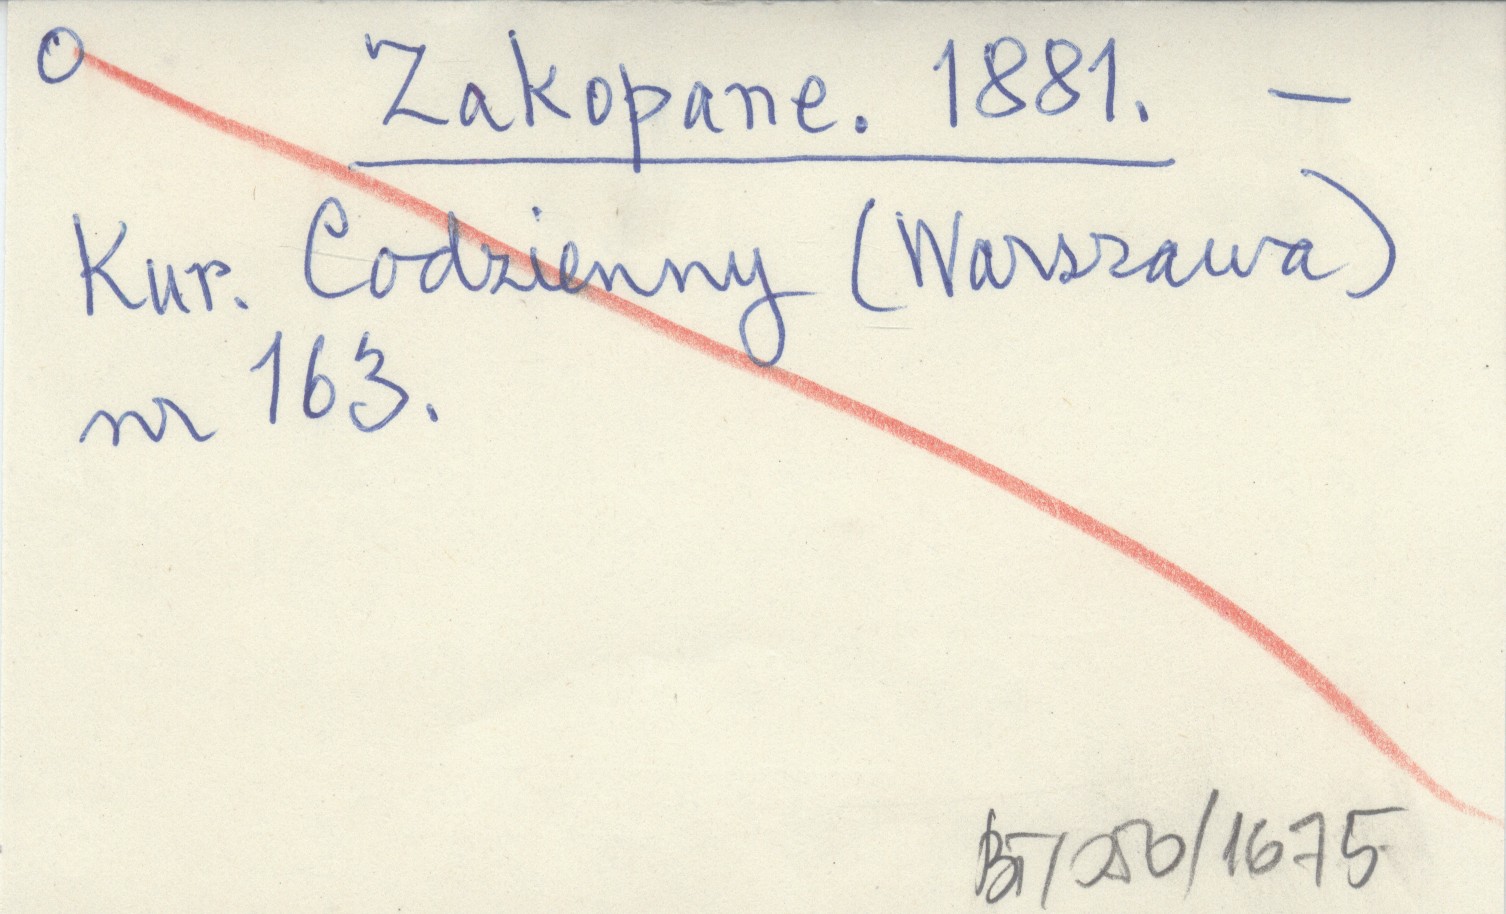 O Zakopane. 1881. —
Kur. Codzienny (Warszawa)
nr 163.
BT/250/1675